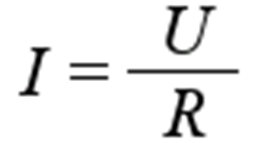 I = U / R